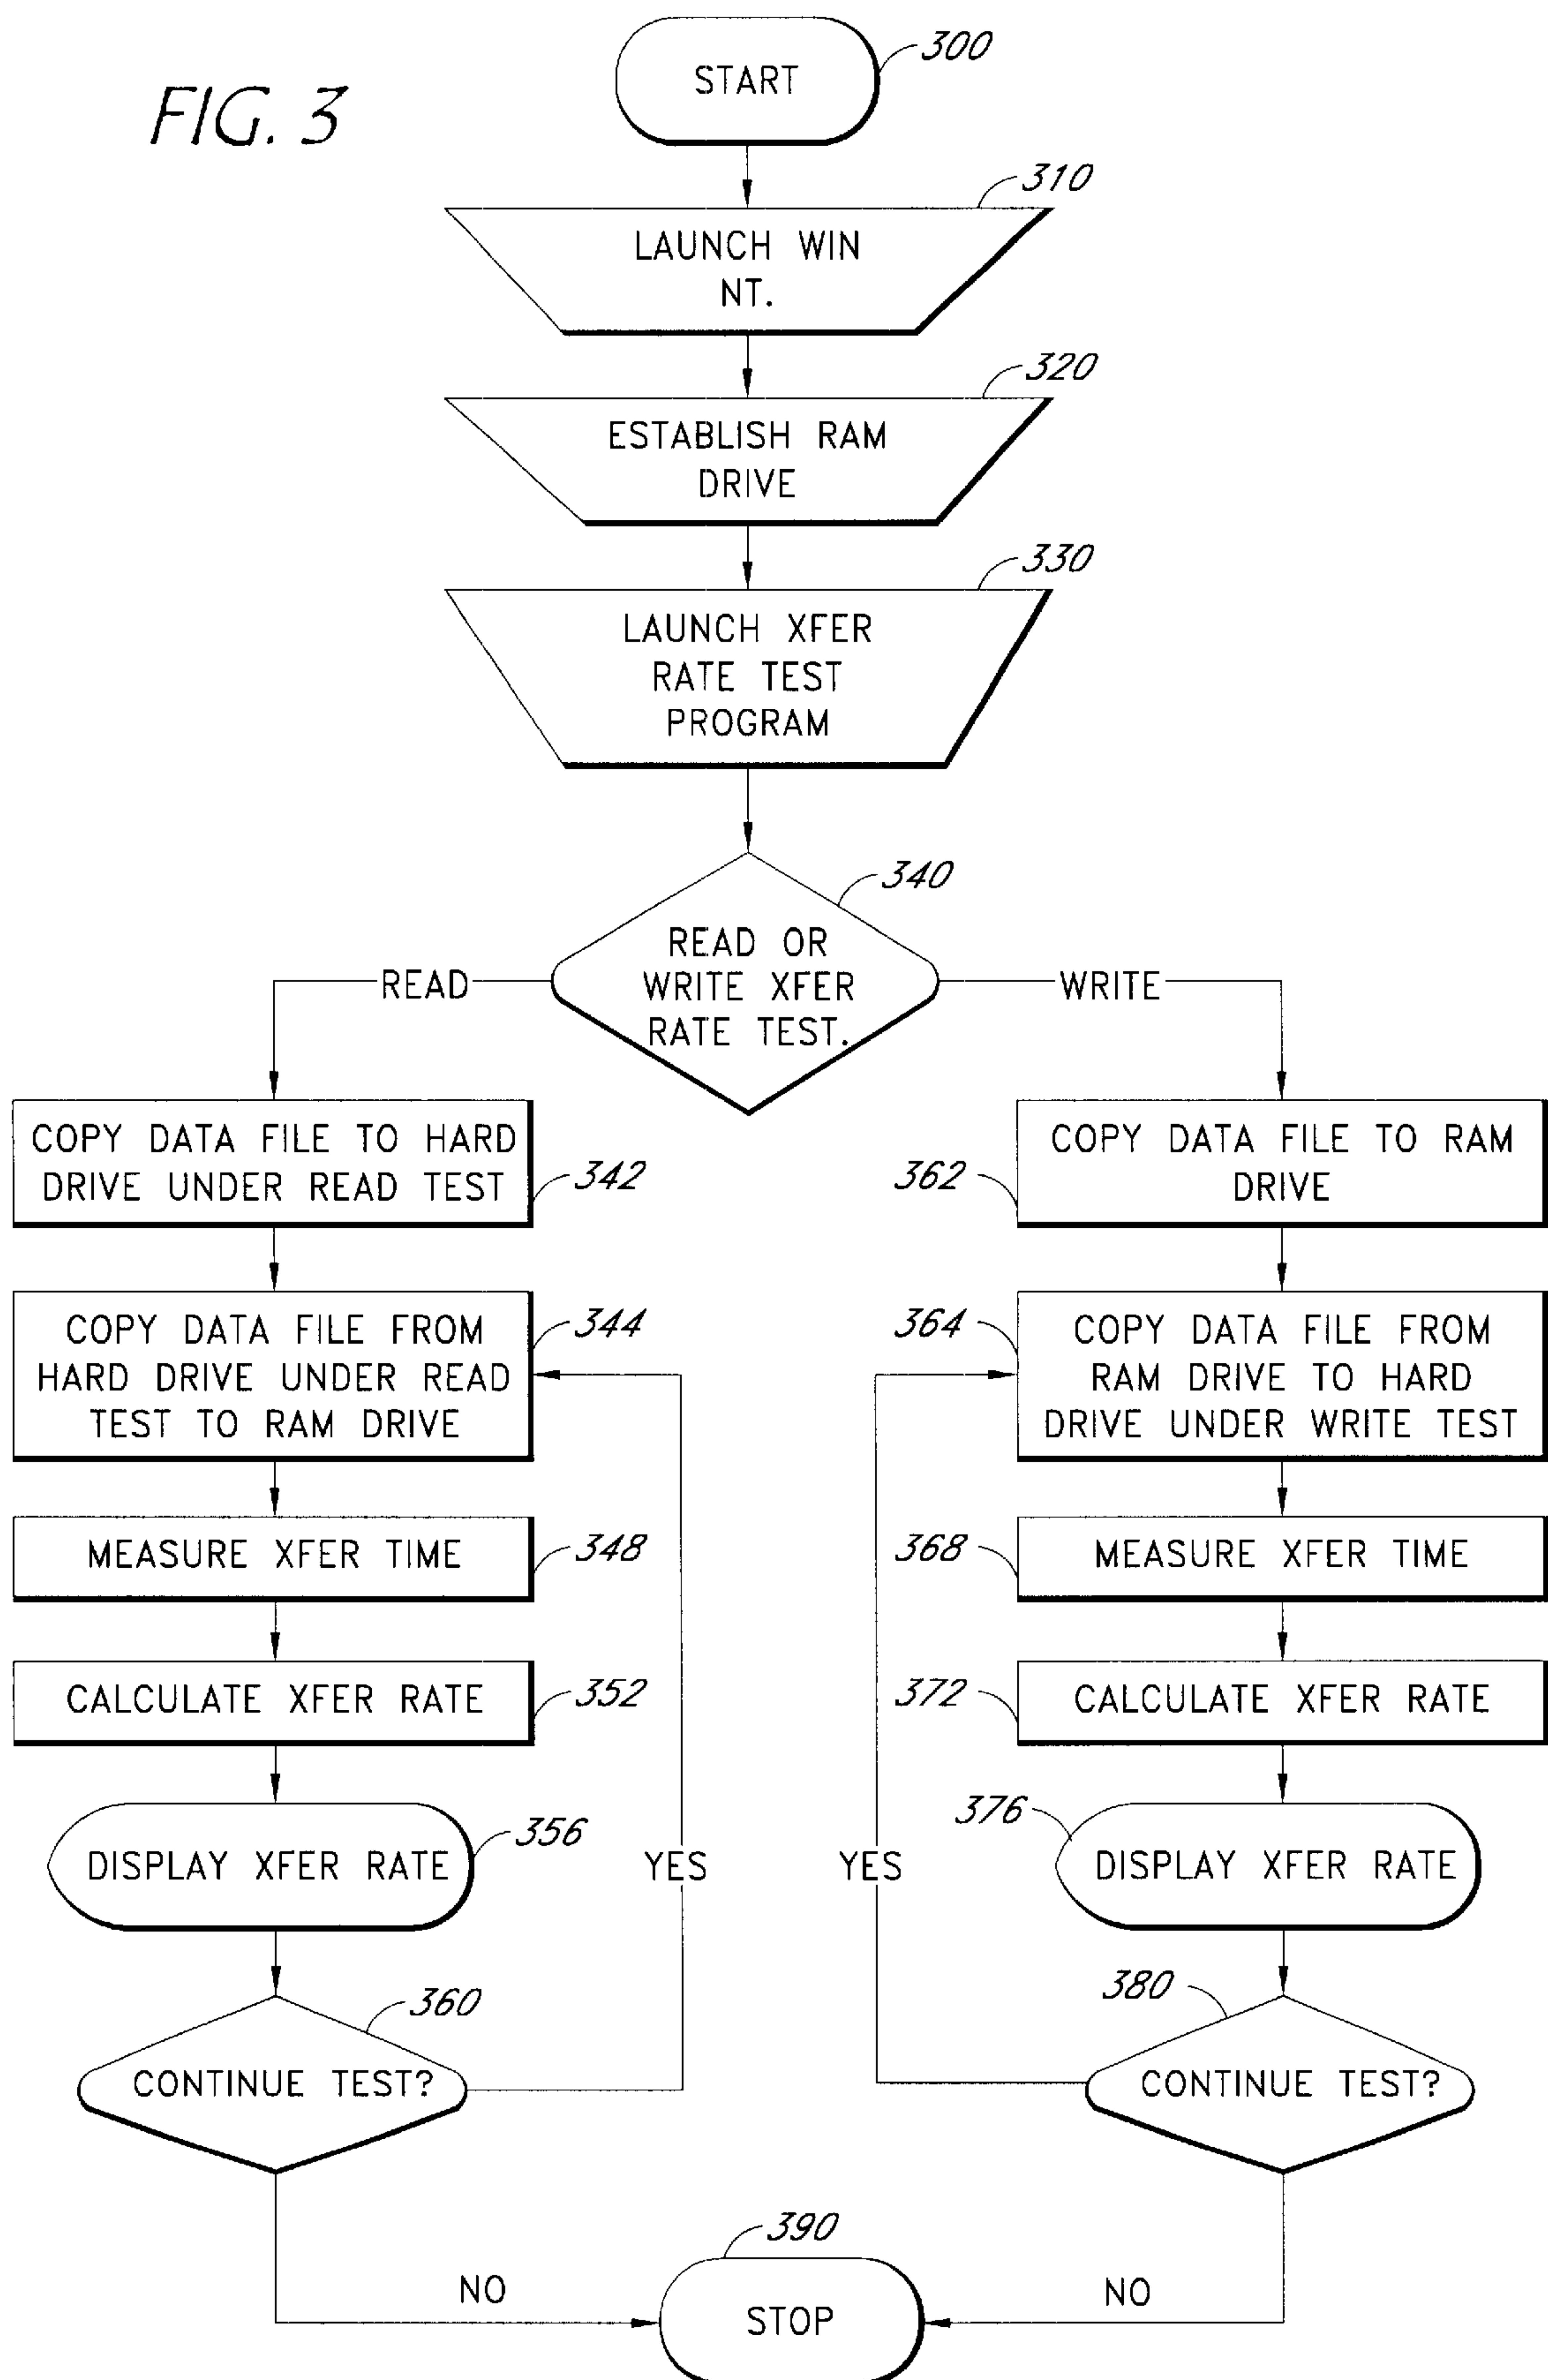 FIG. 3
START
300
310
LAUNCH WIN
NT.
320
ESTABLISH RAM
DRIVE
330
LAUNCH XFER
RATE TEST
PROGRAM
340
READ OR
WRITE XFER
RATE TEST.
READ
WRITE
COPY DATA FILE TO HARD
DRIVE UNDER READ TEST
342
COPY DATA FILE FROM
HARD DRIVE UNDER READ
TEST TO RAM DRIVE
344
MEASURE XFER TIME
348
CALCULATE XFER RATE
352
DISPLAY XFER RATE
356
YES
360
CONTINUE TEST?
NO
362
COPY DATA FILE TO RAM
DRIVE
364
COPY DATA FILE FROM
RAM DRIVE TO HARD
DRIVE UNDER WRITE TEST
368
MEASURE XFER TIME
372
CALCULATE XFER RATE
376
DISPLAY XFER RATE
YES
380
CONTINUE TEST?
NO
390
STOP